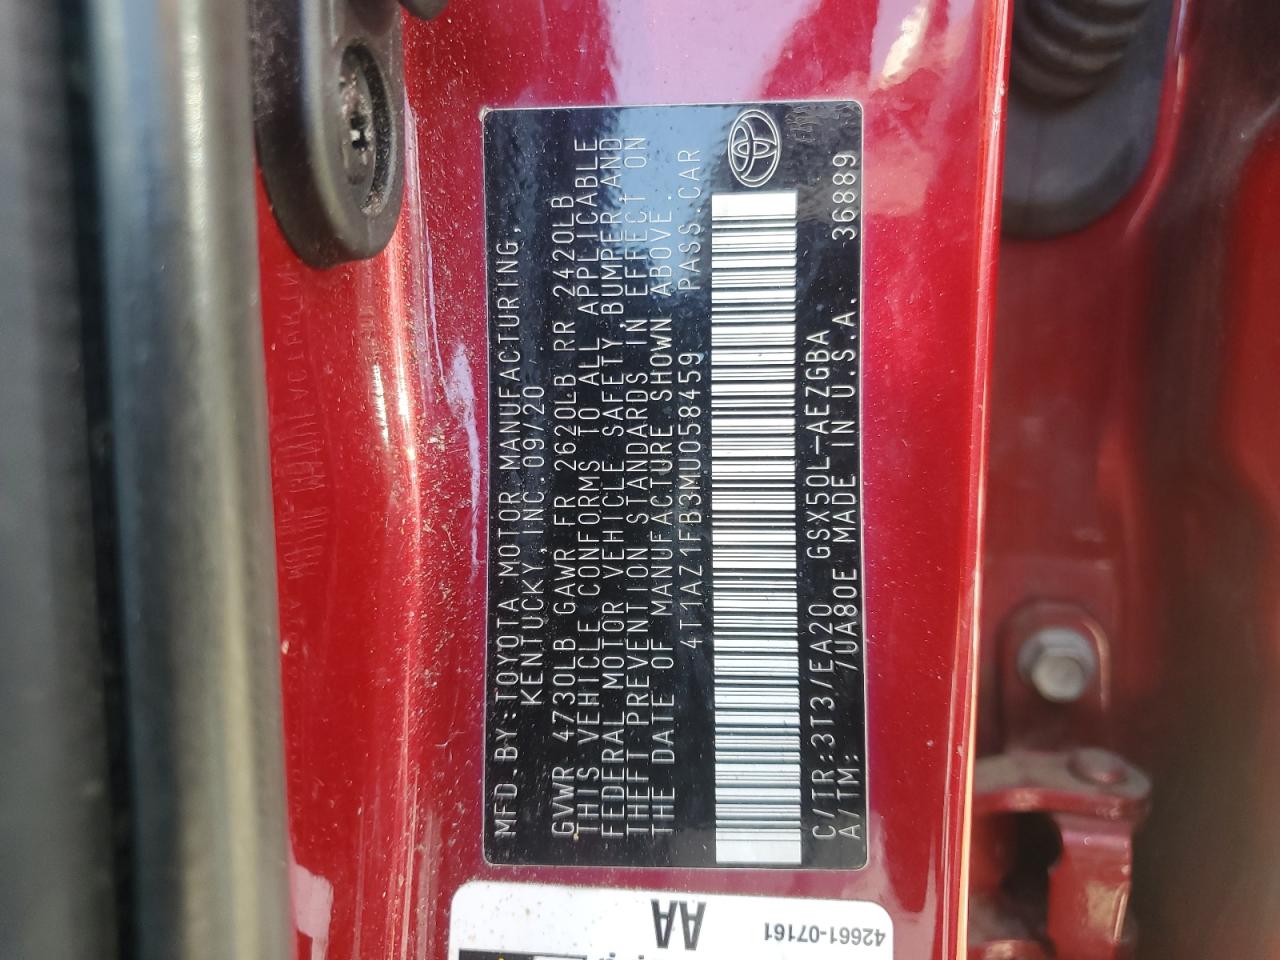 MFD.BY:TOYOTA MOTOR MANUFACTURING,
KENTUCKY,INC.09/20
GVWR 4730LB GAWR FR 2620LB RR 2420LB
THIS VEHICLE CONFORMS TO ALL APPLICABLE
FEDERAL MOTOR VEHICLE SAFETY, BUMPER, AND
THEFT PREVENTION STANDARDS IN EFFECT ON
THE DATE OF MANUFACTURE SHOWN ABOVE.
4T1AZ1FB3MU058459 PASS.CAR
C/TR:3T3/EA20 GSX50L-AEZGBA
A/TM: /UA80E MADE IN U.S.A. 36889
AA
42661-07161